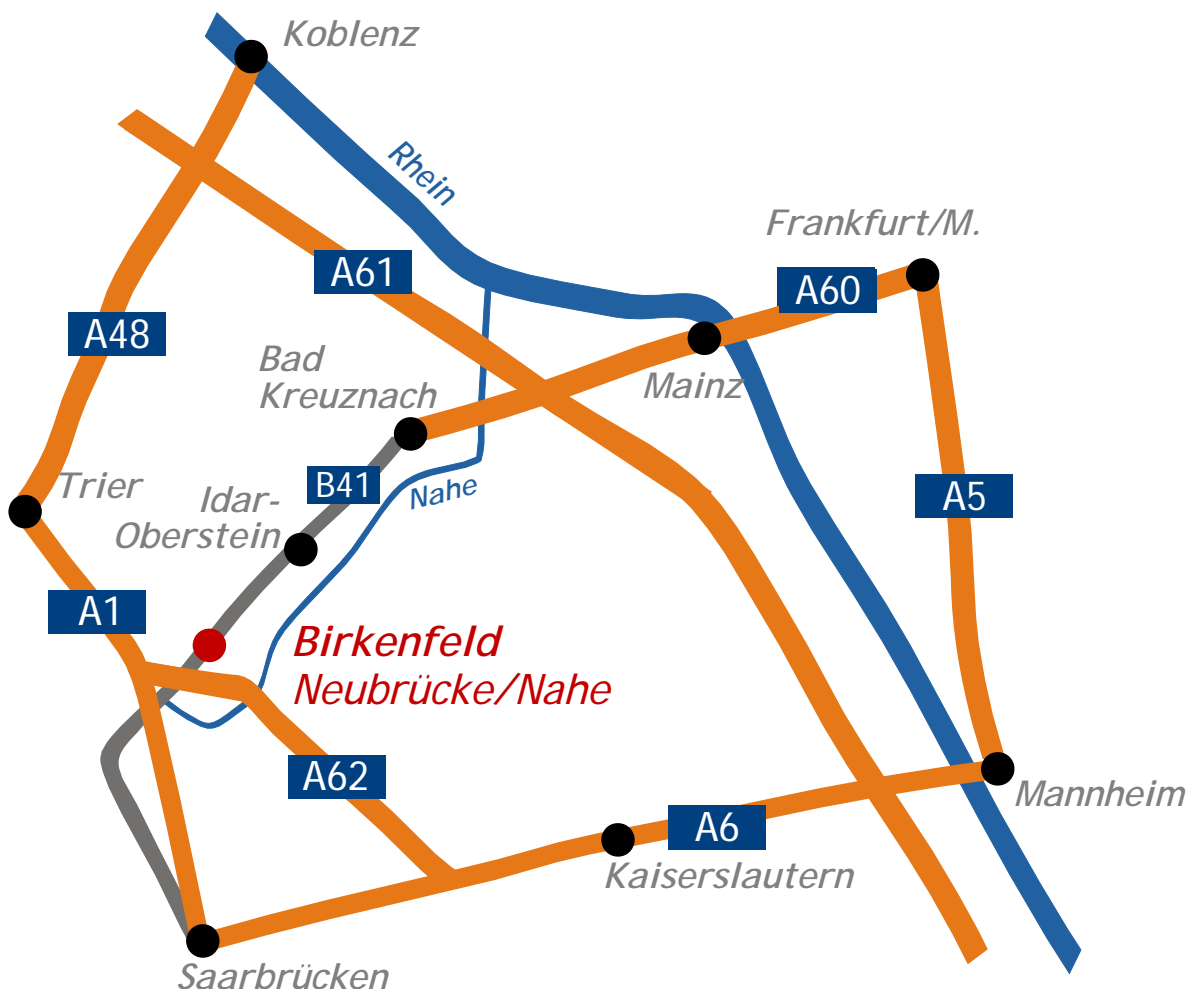 Koblenz
Rhein
Frankfurt/M.
A61
A60
A48
Bad
Kreuznach
Mainz
Trier
B41
Nahe
A5
Idar-
Oberstein
A1
Birkenfeld
Neubrücke/Nahe
A62
Mannheim
A6
Kaiserslautern
Saarbrücken